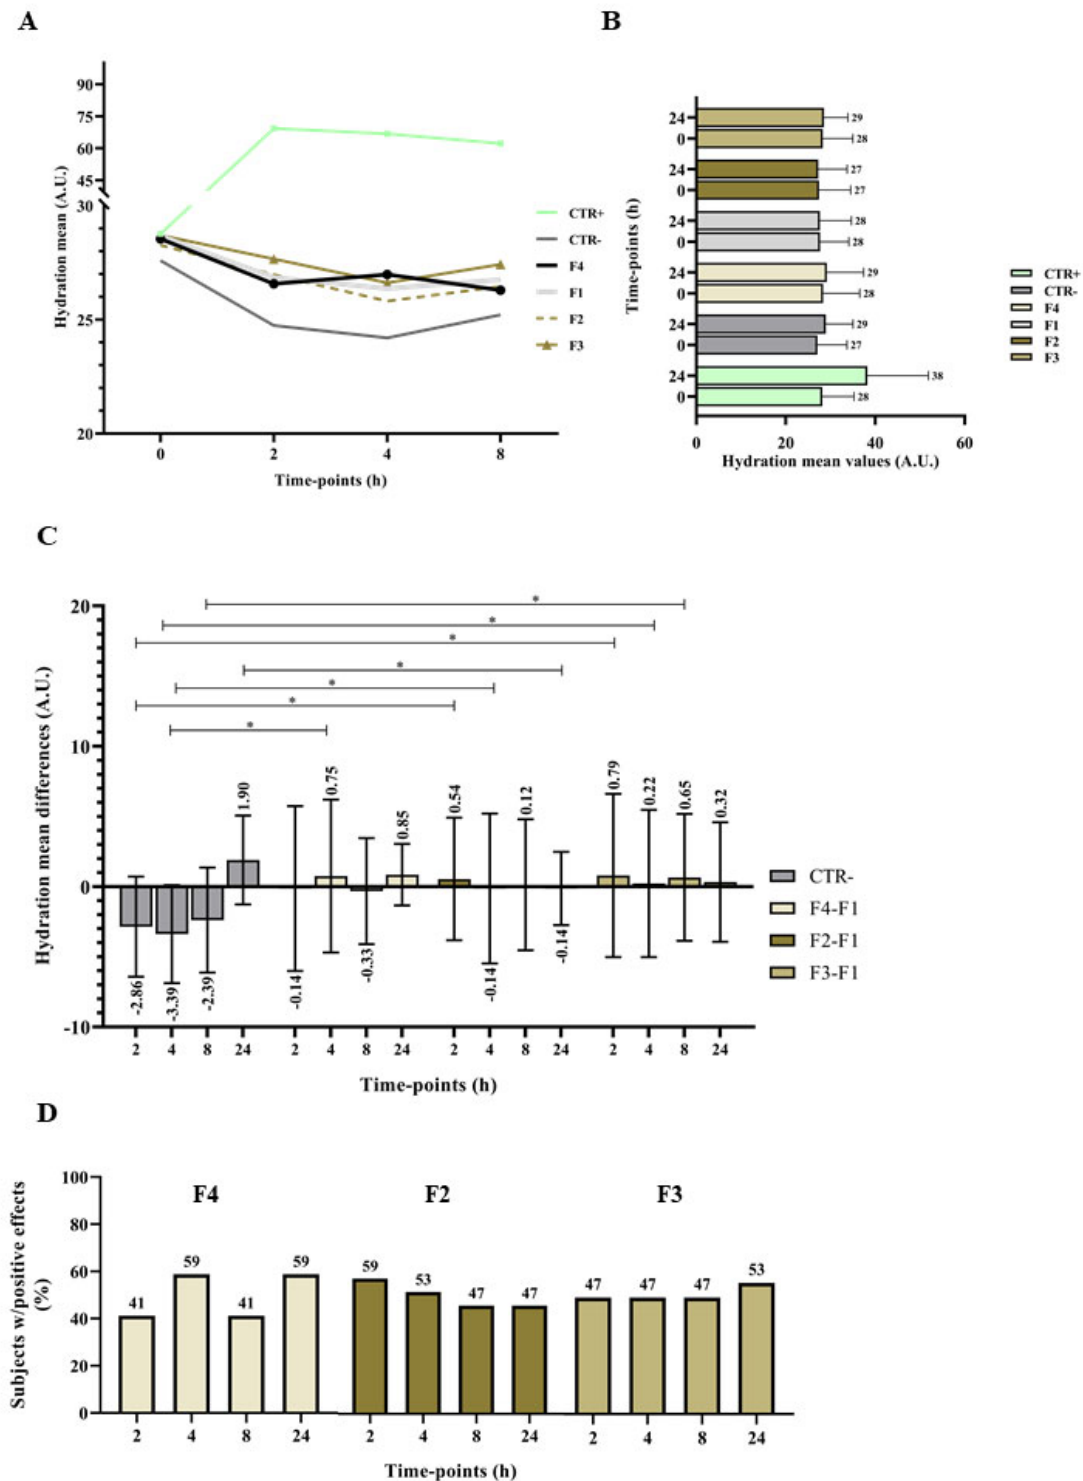 A
90
75
60
45
30
25
20
Hydration mean (A.U.)
0 2 4 8
Time-points (h)
CTR+
CTR-
F4
F1
F2
F3
B
Time-points (h)
24 29
0 28
24 27
0 27
24 28
0 28
24 29
0 28
24 29
0 27
24 38
0 28
0 20 40 60
Hydration mean values (A.U.)
CTR+
CTR-
F4
F1
F2
F3
C
Hydration mean differences (A.U.)
20
10
0
-10
*
*
*
*
*
*
*
-2.86 -3.39 -2.39 1.90 -0.14 0.75 -0.33 0.85 0.54 -0.14 0.12 -0.14 0.79 0.22 0.65 0.32
2 4 8 24 2 4 8 24 2 4 8 24 2 4 8 24
Time-points (h)
CTR-
F4-F1
F2-F1
F3-F1
D
Subjects w/positive effects
(%)
100
80
60
40
20
0
F4 F2 F3
41 59 41 59 59 53 47 47 47 47 47 53
2 4 8 24 2 4 8 24 2 4 8 24
Time-points (h)